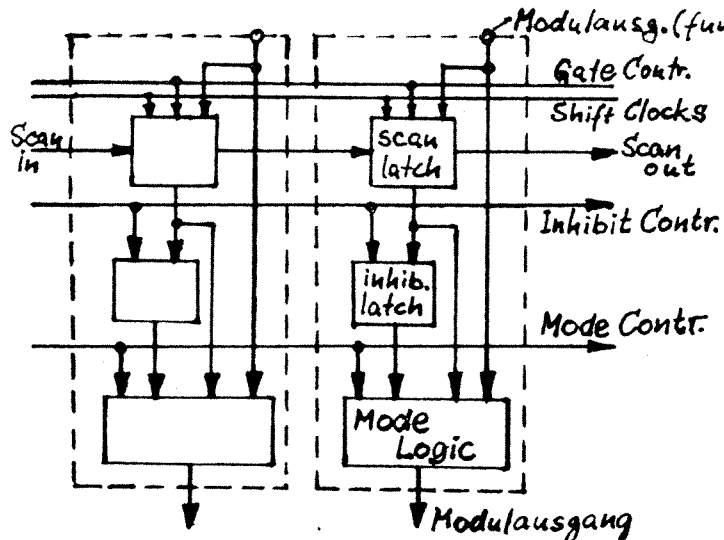 Modulausg. (fu
Gate Contr.
Shift Clocks
Scan
in
scan
latch
Scan
out
Inhibit Contr.
inhib.
latch
Mode Contr.
Mode
Logic
Modulausgang